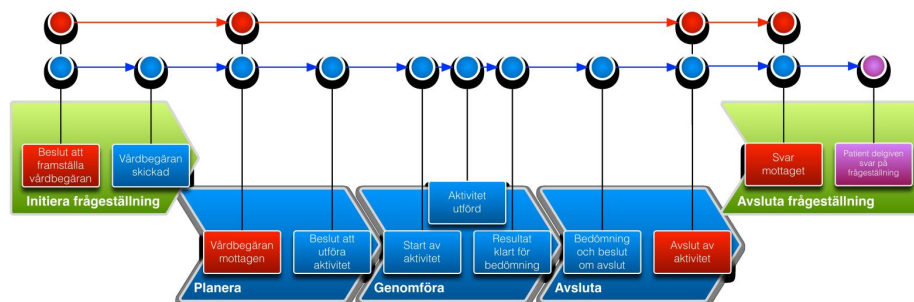 Beslut att
framställa
vårdbegäran
Vårdbegäran
skickad
Initiera frågeställning
Vårdbegäran
mottagen
Beslut att
utföra
aktivitet
Planera
Start av
aktivitet
Aktivitet
utförd
Resultat
klart för
bedömning
Genomföra
Bedömning
och beslut
om avslut
Avslut av
aktivitet
Avsluta
Svar
mottaget
Patient delgiven
svar på
frågeställning
Avsluta frågeställning